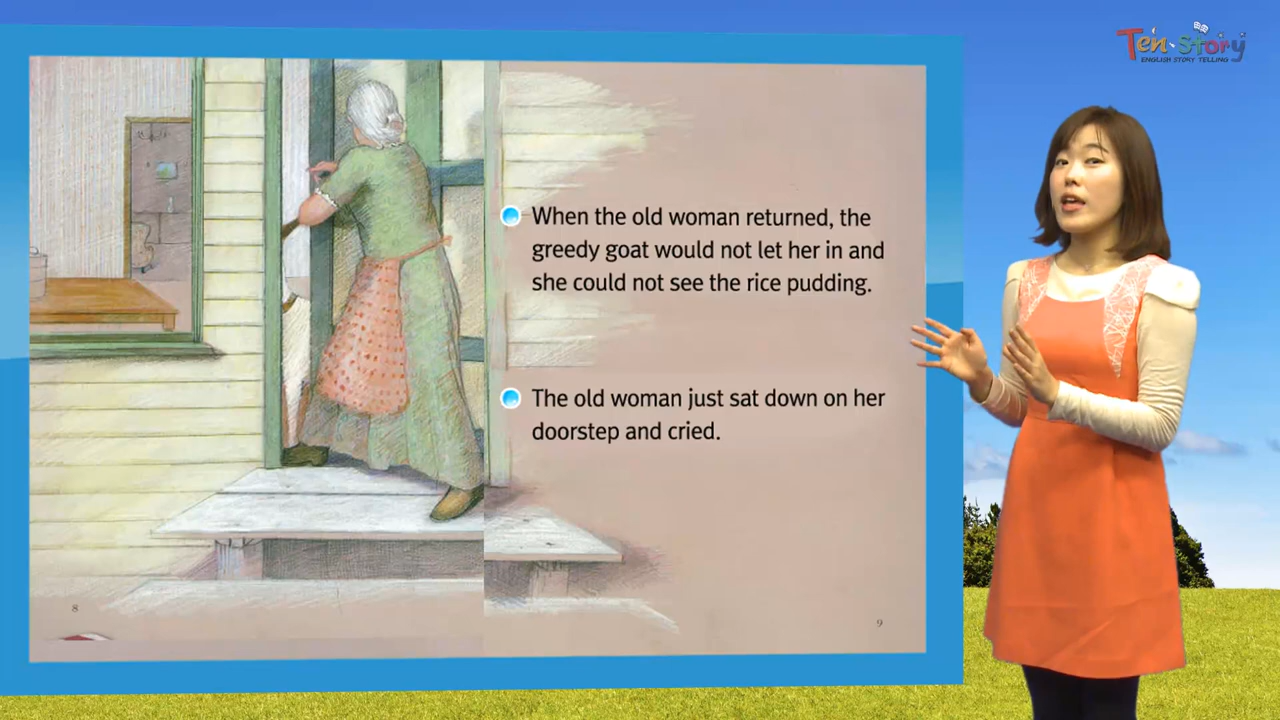 Ten-Story
ENGLISH STORY TELLING
When the old woman returned, the
greedy goat would not let her in and
she could not see the rice pudding.
The old woman just sat down on her
doorstep and cried.
8
9